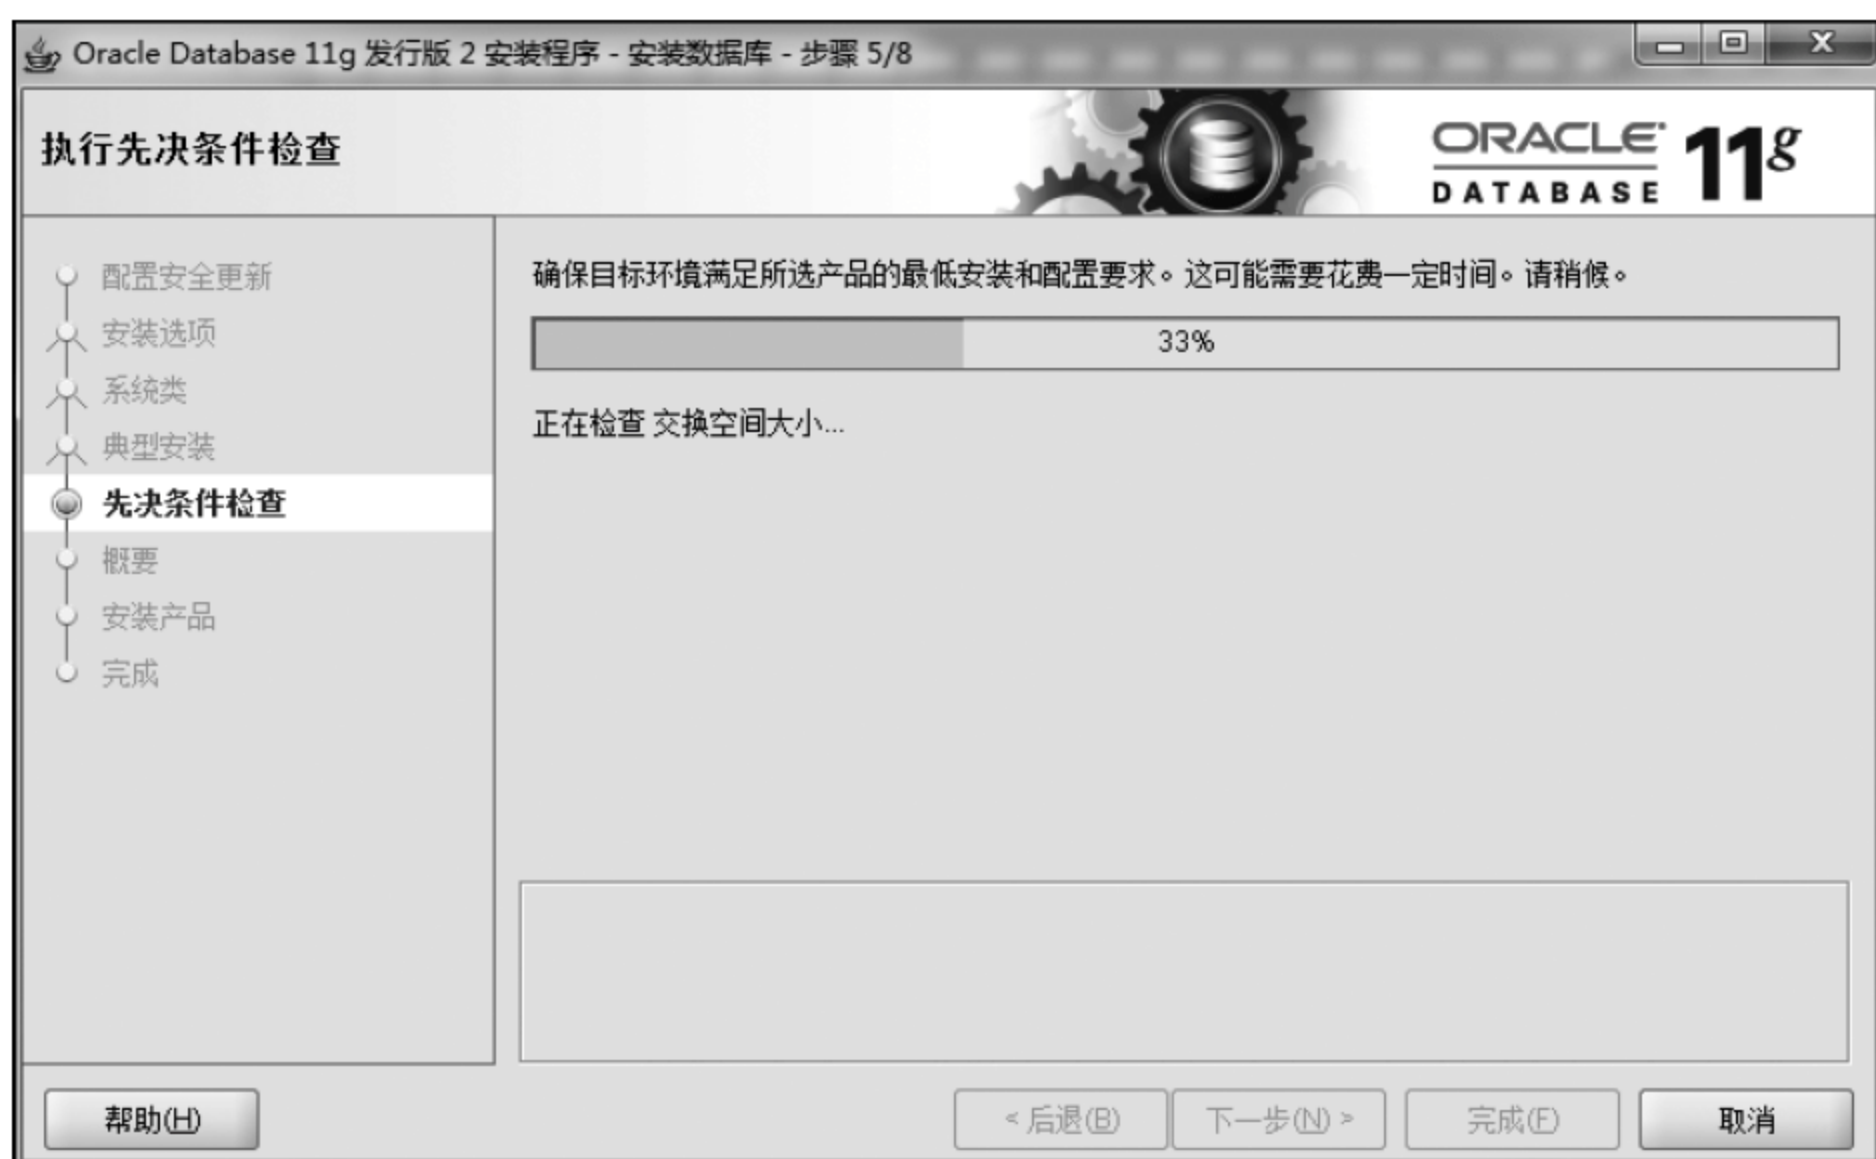 Oracle Database 11g 发行版 2 安装程序 - 安装数据库 - 步骤 5/8
执行先决条件检查
ORACLE
DATABASE
11g
配置安全更新
安装选项
系统类
典型安装
先决条件检查
概要
安装产品
完成
确保目标环境满足所选产品的最低安装和配置要求。这可能需要花费一定时间。请稍候。
33%
正在检查 交换空间大小...
帮助(H)
< 后退(B)
下一步(N) >
完成(F)
取消